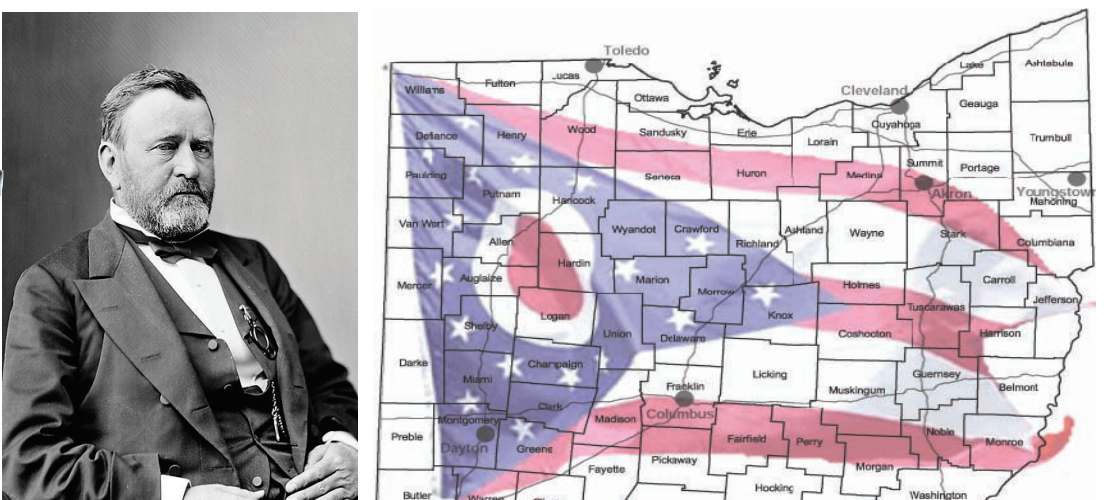 Toledo
Lake
Ashtabula
Fulton
Lucas
Williams
Cleveland
Ottawa
Geauga
Cuyahoga
Defiance
Henry
Wood
Sandusky
Erie
Lorain
Trumbull
Summit
Portage
Paulding
Seneca
Huron
Medina
Akron
Youngstown
Putnam
Hancock
Mahoning
Van Wert
Wyandot
Crawford
Richland
Ashland
Wayne
Stark
Allen
Columbiana
Hardin
Auglaize
Marion
Carroll
Mercer
Morrow
Holmes
Jefferson
Logan
Knox
Tuscarawas
Shelby
Union
Delaware
Coshocton
Harrison
Darke
Champaign
Miami
Licking
Guernsey
Franklin
Muskingum
Belmont
Clark
Columbus
Montgomery
Madison
Preble
Dayton
Greene
Fairfield
Perry
Noble
Monroe
Fayette
Pickaway
Morgan
Hocking
Butler
Warren
Washington